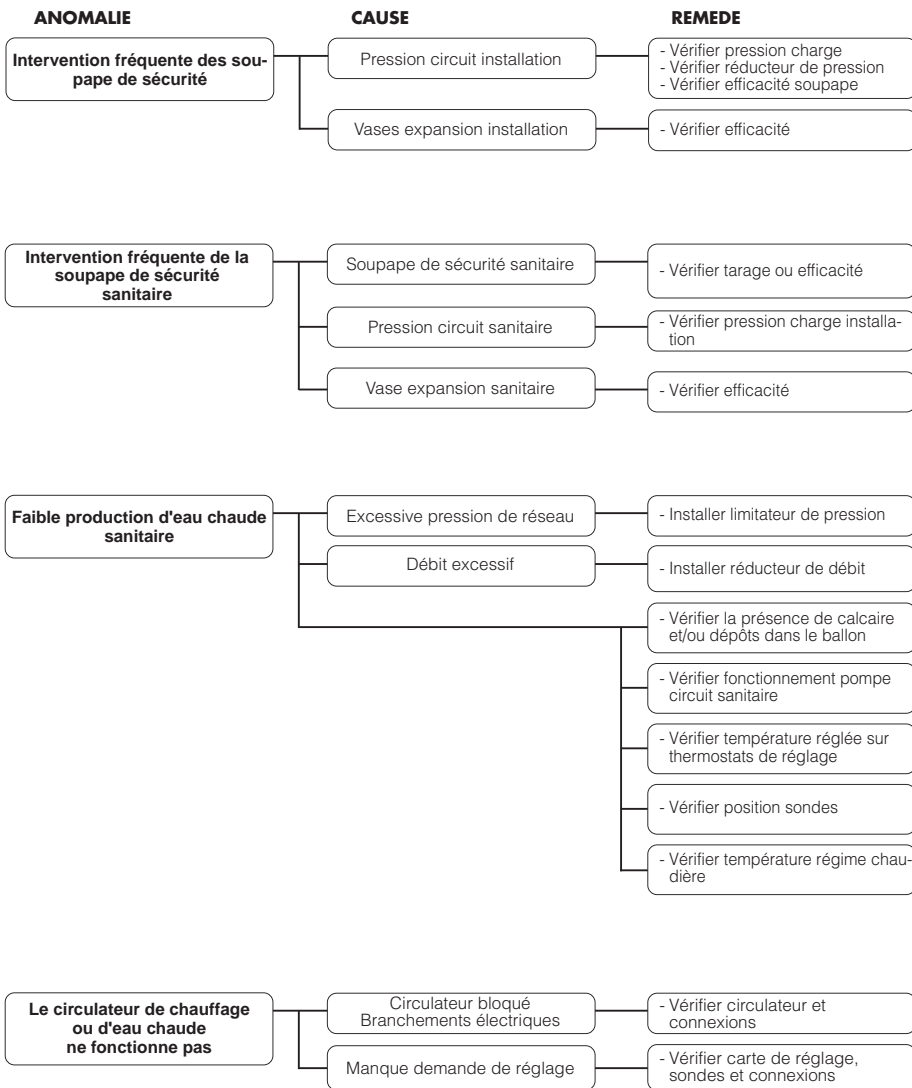 ANOMALIE CAUSE REMEDE
Intervention fréquente des sou-
pape de sécurité
Pression circuit installation
- Vérifier pression charge
- Vérifier réducteur de pression
- Vérifier efficacité soupape
Vases expansion installation
- Vérifier efficacité
Intervention fréquente de la
soupape de sécurité
sanitaire
Soupape de sécurité sanitaire
- Vérifier tarage ou efficacité
Pression circuit sanitaire
- Vérifier pression charge installa-
tion
Vase expansion sanitaire
- Vérifier efficacité
Faible production d'eau chaude
sanitaire
Excessive pression de réseau
- Installer limitateur de pression
Débit excessif
- Installer réducteur de débit
- Vérifier la présence de calcaire
et/ou dépôts dans le ballon
- Vérifier fonctionnement pompe
circuit sanitaire
- Vérifier température réglée sur
thermostats de réglage
- Vérifier position sondes
- Vérifier température régime chau-
dière
Le circulateur de chauffage
ou d'eau chaude
ne fonctionne pas
Circulateur bloqué
Branchements électriques
- Vérifier circulateur et
connexions
Manque demande de réglage
- Vérifier carte de réglage,
sondes et connexions